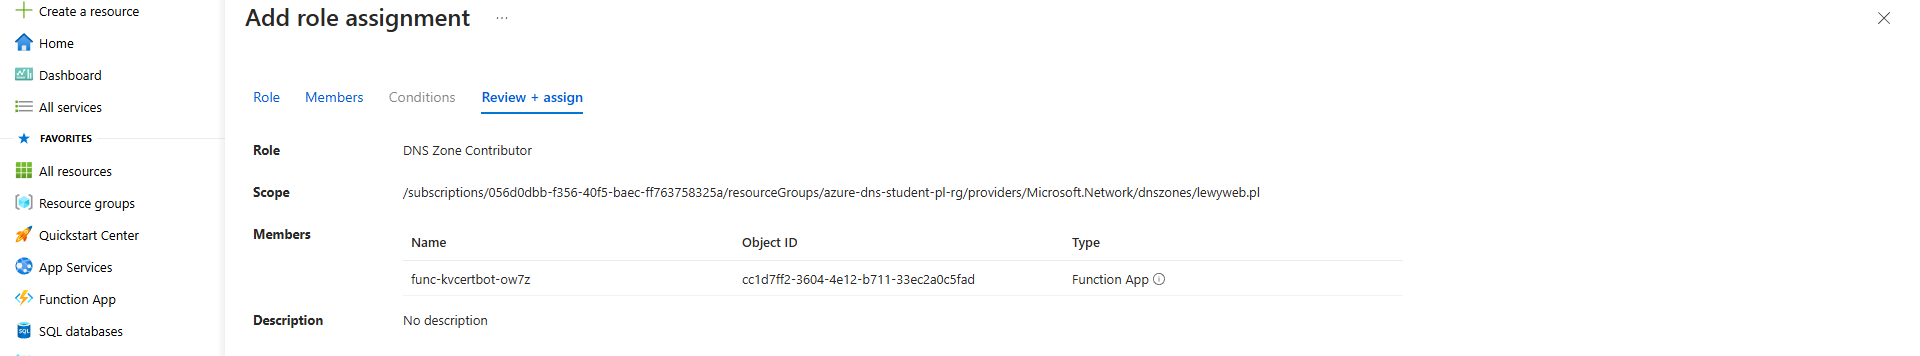 Create a resource
Home
Dashboard
All services
FAVORITES
All resources
Resource groups
Quickstart Center
App Services
Function App
SQL databases
Add role assignment ...
Role Members Conditions Review + assign
Role DNS Zone Contributor
Scope /subscriptions/056d0dbb-f356-40f5-baec-ff763758325a/resourceGroups/azure-dns-student-pl-rg/providers/Microsoft.Network/dnszones/lewyweb.pl
Members Name Object ID Type
func-kvcertbot-ow7z cc1d7ff2-3604-4e12-b711-33ec2a0c5fad Function App
Description No description